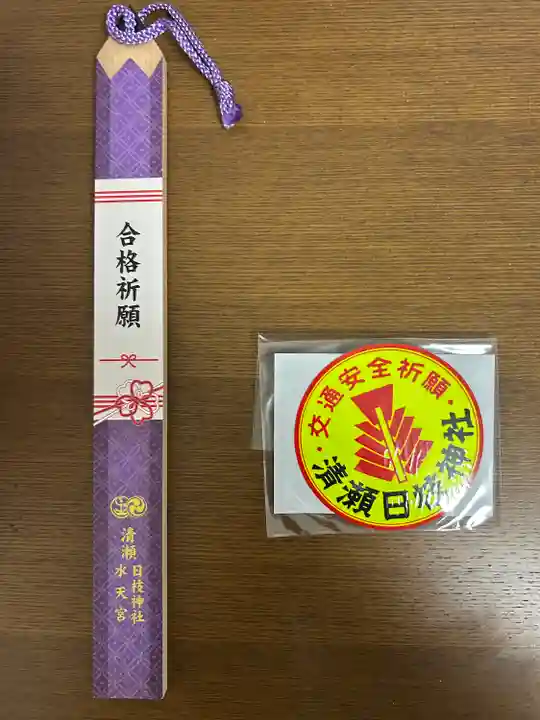 合格祈願
清瀬 日枝神社
水天宮
・交通安全祈願・
清瀬日枝神社